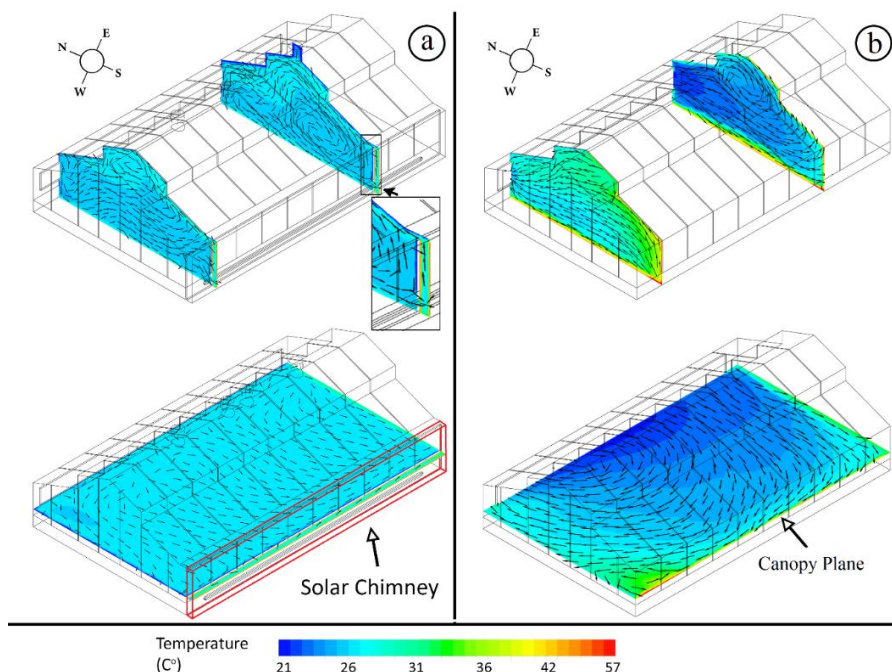 a
N
E
S
W
b
N
E
S
W
Solar Chimney
Canopy Plane
Temperature
(C°)
21 26 31 36 42 57